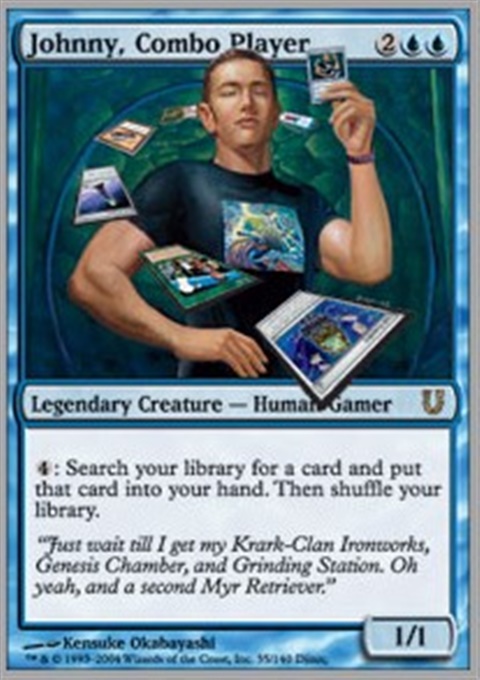 Johnny, Combo Player 2
Legendary Creature — Human Gamer
4: Search your library for a card and put
that card into your hand. Then shuffle your
library.
"Just wait till I get my Krark-Clan Ironworks,
Genesis Chamber, and Grinding Station. Oh
yeah, and a second Myr Retriever."
Kensuke Okabayashi
™ & © 1993-2004 Wizards of the Coast, Inc. 35/140
1/1